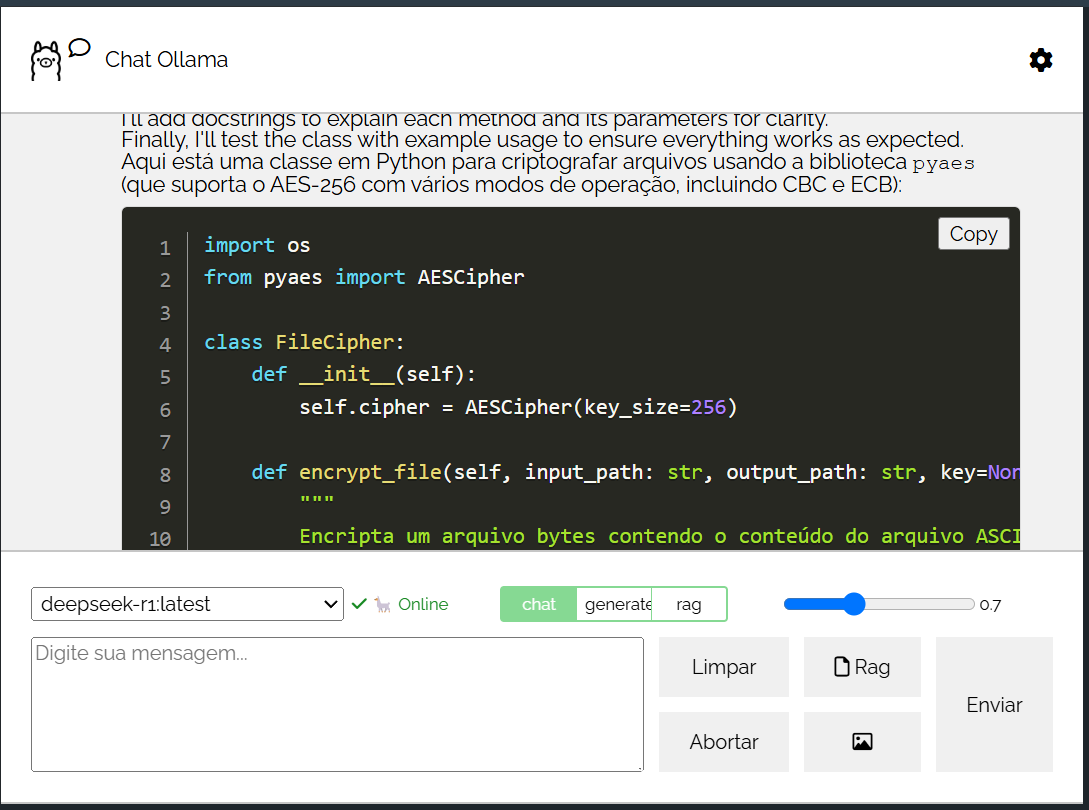 Chat Ollama
I'll add docstrings to explain each method and its parameters for clarity.
Finally, I'll test the class with example usage to ensure everything works as expected.
Aqui está uma classe em Python para criptografar arquivos usando a biblioteca pyaes
(que suporta o AES-256 com vários modos de operação, incluindo CBC e ECB):
Copy
1 import os
2 from pyaes import AESCipher
3
4 class FileCipher:
5 def __init__(self):
6 self.cipher = AESCipher(key_size=256)
7
8 def encrypt_file(self, input_path: str, output_path: str, key=Non
9 """
10 Encripta um arquivo bytes contendo o conteúdo do arquivo ASCI
deepseek-r1:latest Online chat generate rag 0.7
Digite sua mensagem...
Limpar Rag
Enviar
Abortar